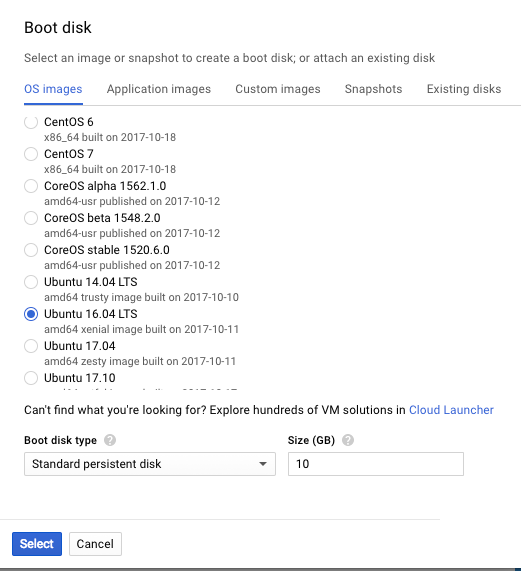 Boot disk
Select an image or snapshot to create a boot disk; or attach an existing disk
OS images Application images Custom images Snapshots Existing disks
CentOS 6
x86_64 built on 2017-10-18
CentOS 7
x86_64 built on 2017-10-18
CoreOS alpha 1562.1.0
amd64-usr published on 2017-10-12
CoreOS beta 1548.2.0
amd64-usr published on 2017-10-12
CoreOS stable 1520.6.0
amd64-usr published on 2017-10-12
Ubuntu 14.04 LTS
amd64 trusty image built on 2017-10-10
Ubuntu 16.04 LTS
amd64 xenial image built on 2017-10-11
Ubuntu 17.04
amd64 zesty image built on 2017-10-11
Ubuntu 17.10
Can't find what you're looking for? Explore hundreds of VM solutions in Cloud Launcher
Boot disk type ? Size (GB) ?
Standard persistent disk 10
Select Cancel